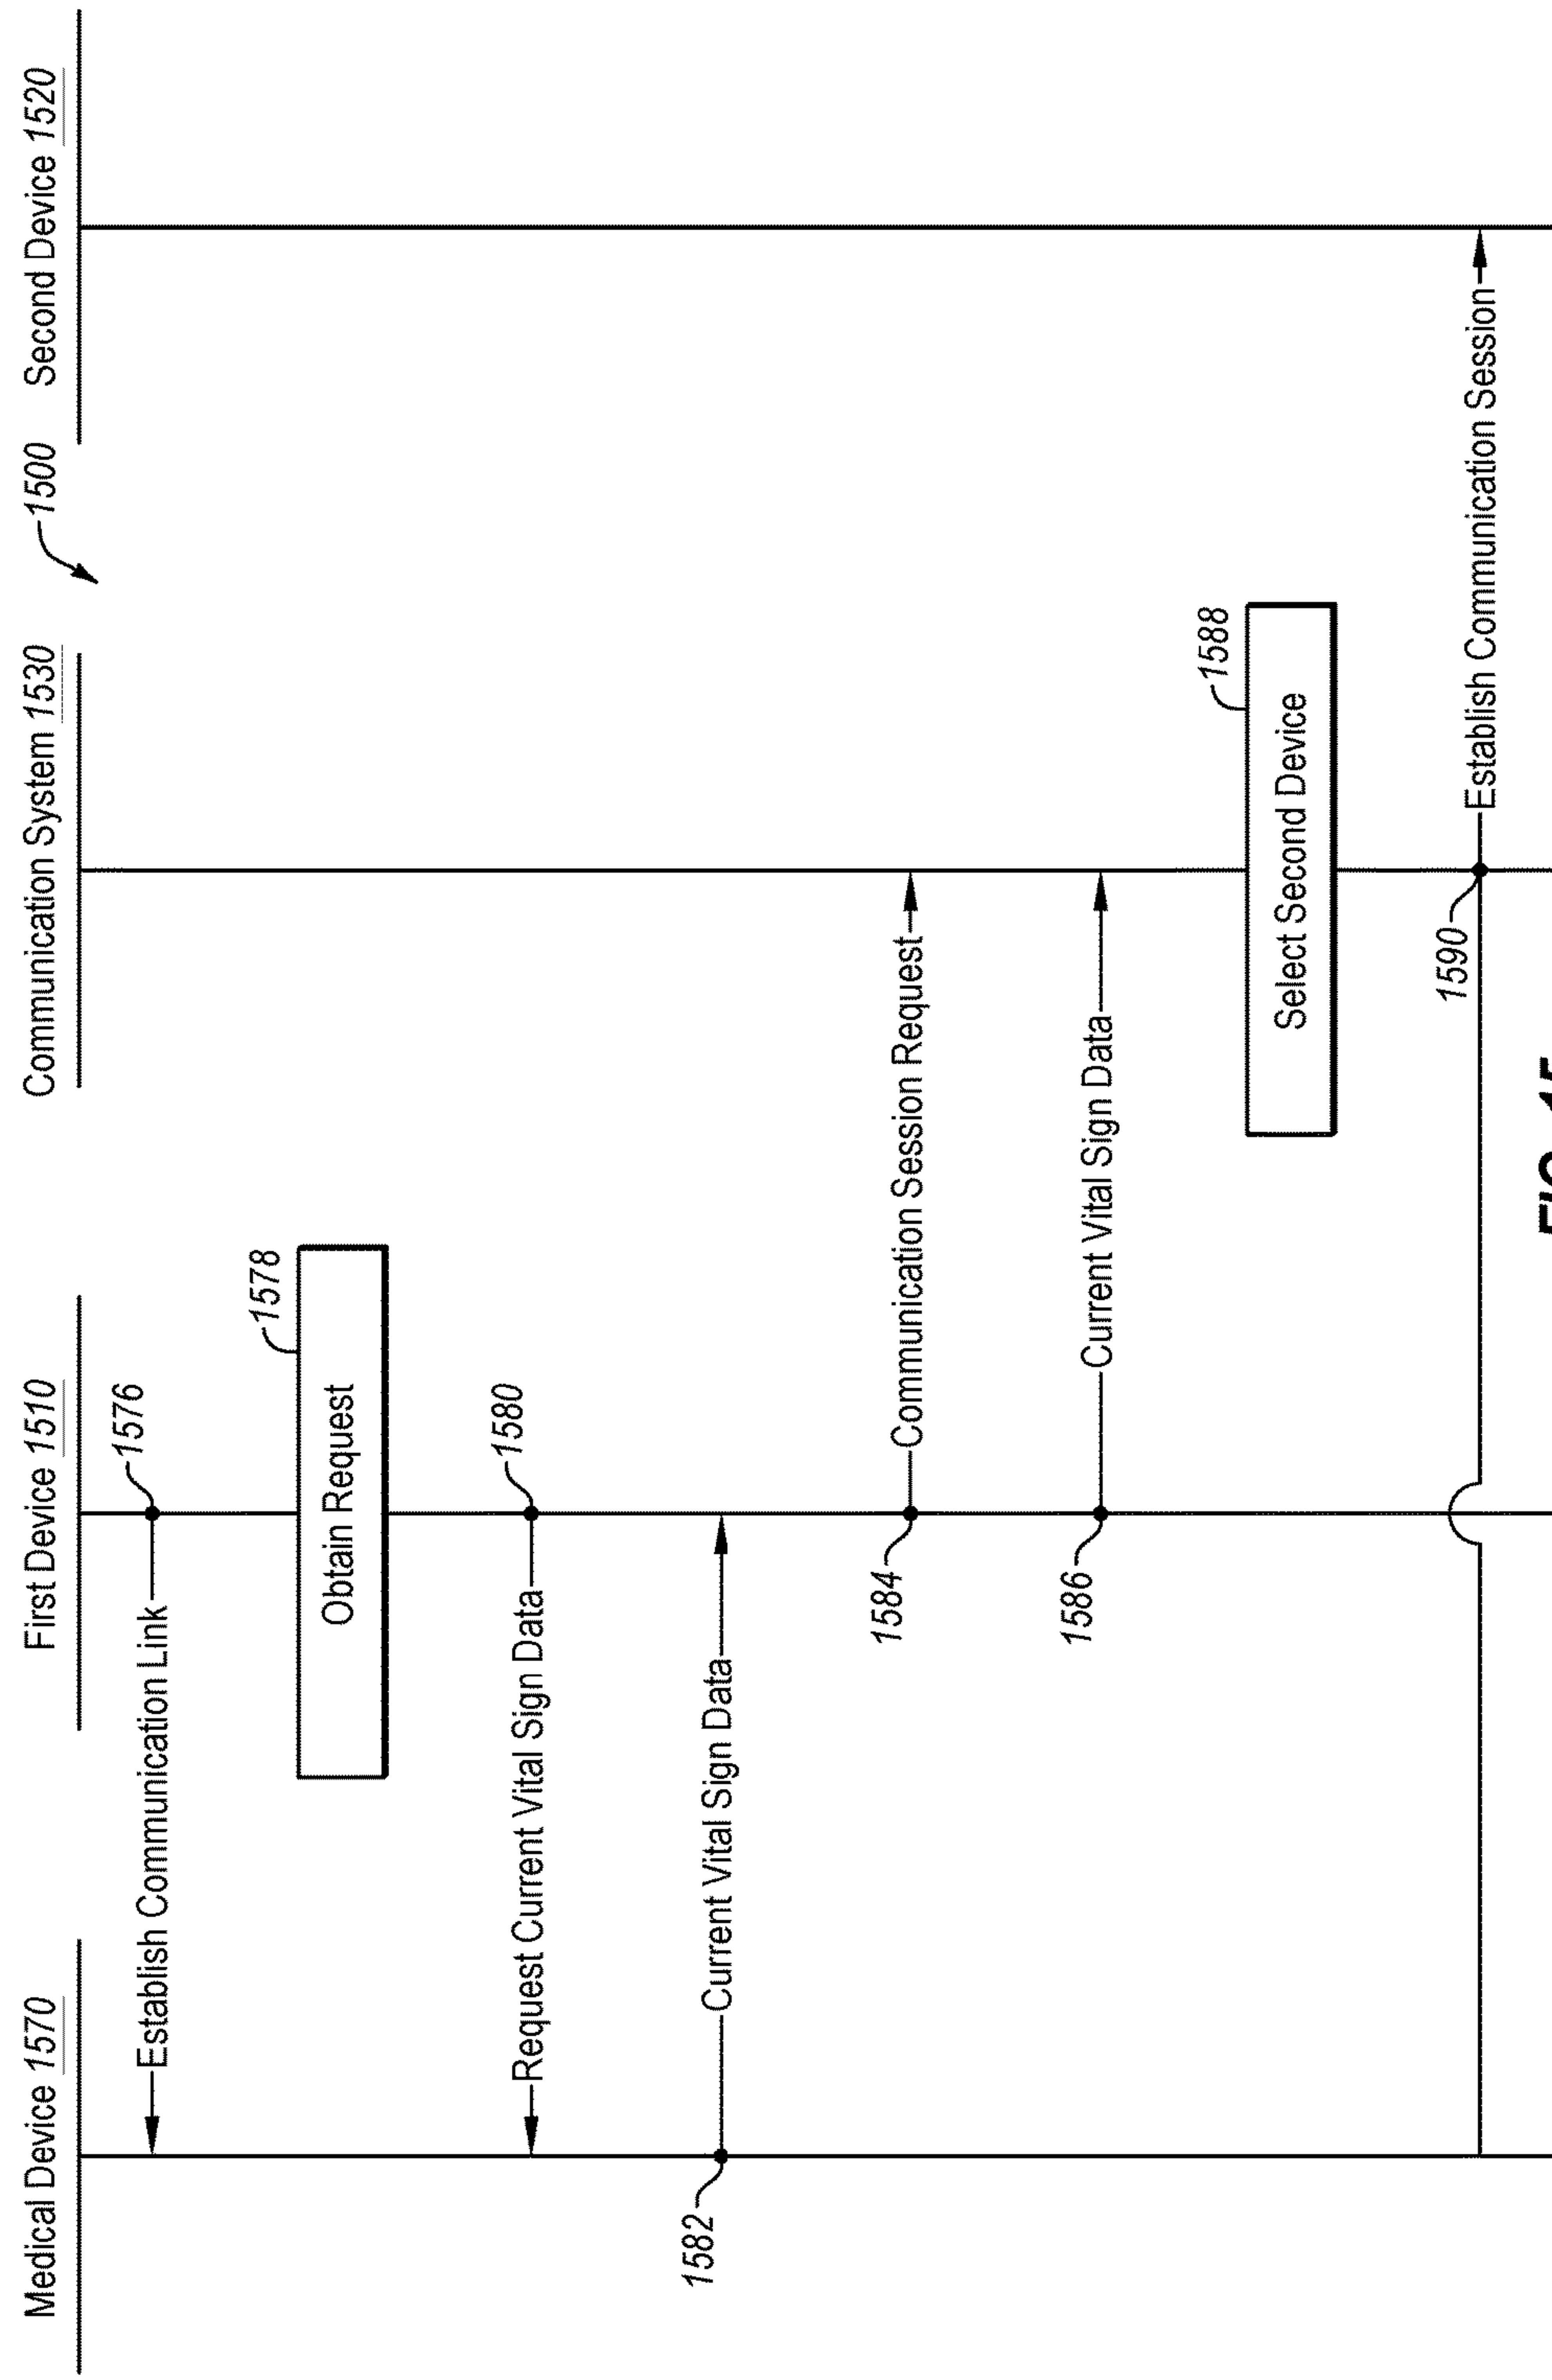 Medical Device 1570
First Device 1510
Communication System 1530
1500
Second Device 1520
Establish Communication Link
1576
1578
Obtain Request
Request Current Vital Sign Data
1580
1582
Current Vital Sign Data
1584
Communication Session Request
1586
Current Vital Sign Data
1588
Select Second Device
1590
Establish Communication Session